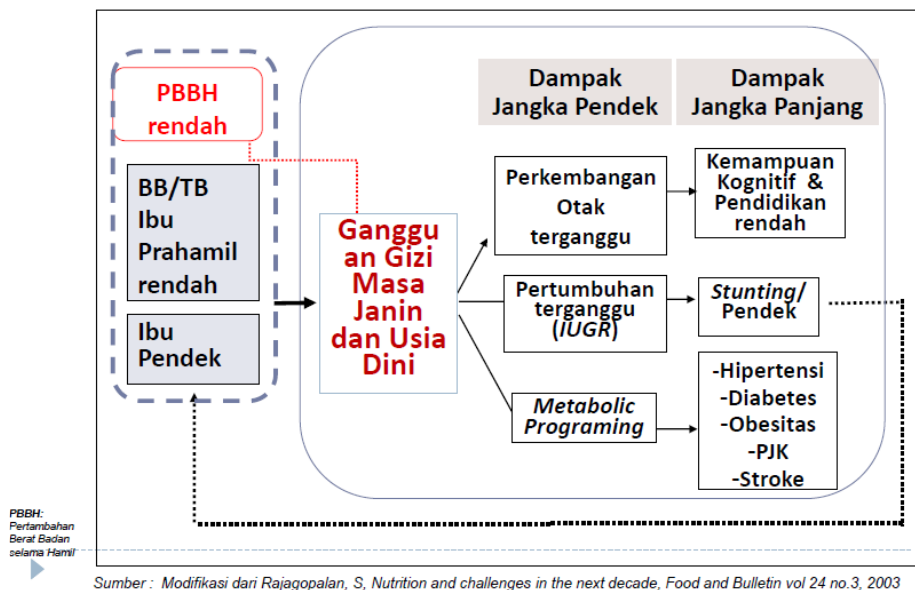 PBBH
rendah
BB/TB
Ibu
Prahamil
rendah
Ibu
Pendek
Ganggu
an Gizi
Masa
Janin
dan Usia
Dini
Dampak
Jangka Pendek
Dampak
Jangka Panjang
Perkembangan
Otak
terganggu
Kemampuan
Kognitif &
Pendidikan
rendah
Pertumbuhan
terganggu
(IUGR)
Stunting/
Pendek
Metabolic
Programing
-Hipertensi
-Diabetes
-Obesitas
-PJK
-Stroke
PBBH:
Pertambahan
Berat Badan
selama Hamil
Sumber : Modifikasi dari Rajagopalan, S, Nutrition and challenges in the next decade, Food and Bulletin vol 24 no.3, 2003